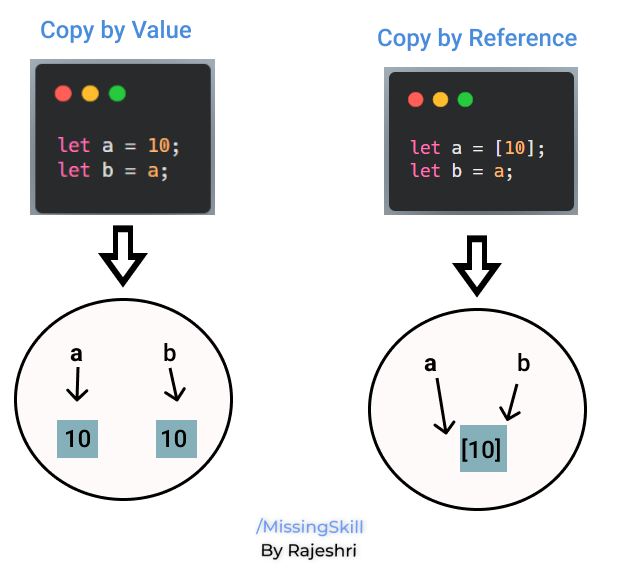 Copy by Value
let a = 10;
let b = a;
a
b
10
10
Copy by Reference
let a = [10];
let b = a;
a
b
[10]
/MissingSkill
By Rajeshri